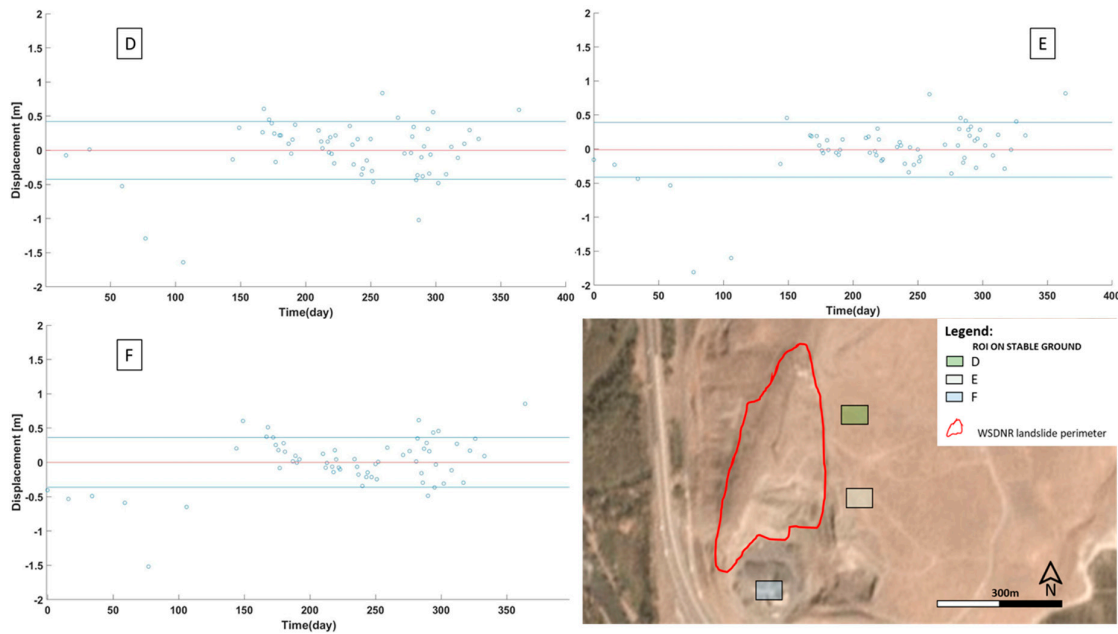 D
Displacement [m]
2
1.5
1
0.5
0
-0.5
-1
-1.5
-2
50 100 150 200 250 300 350 400
Time(day)
E
2
1.5
1
0.5
0
-0.5
-1
-1.5
-2
0 50 100 150 200 250 300 350 400
Time(day)
F
Displacement [m]
2
1.5
1
0.5
0
-0.5
-1
-1.5
-2
0 50 100 150 200 250 300 350 400
Time(day)
Legend:
ROI ON STABLE GROUND
D
E
F
WSDNR landslide perimeter
N
300m